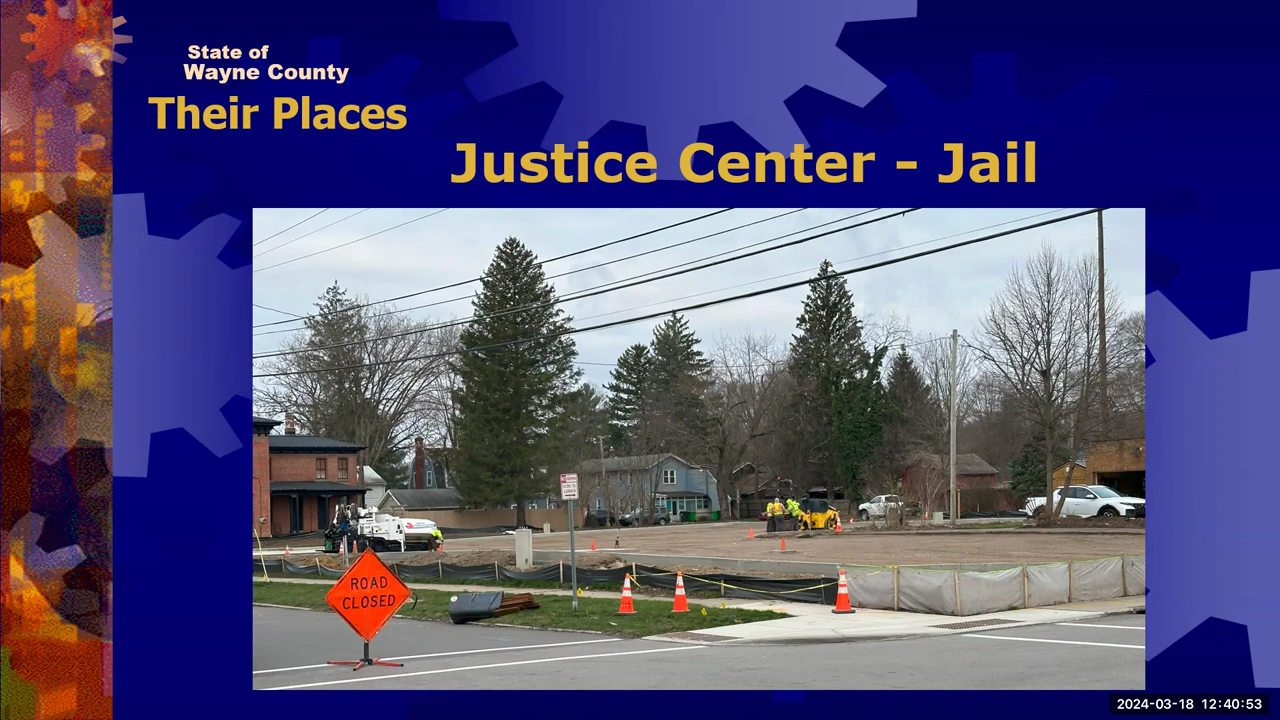 State of
Wayne County
Their Places
Justice Center - Jail
ROAD
CLOSED
2024-03-18 12:40:53